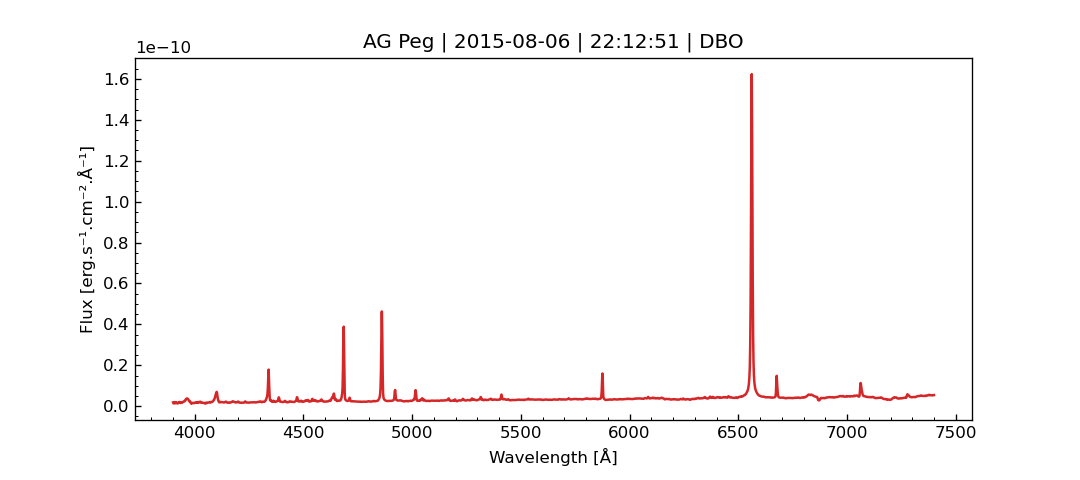 AG Peg | 2015-08-06 | 22:12:51 | DBO
1e−10
1.6
1.4
1.2
1.0
0.8
0.6
0.4
0.2
0.0
Flux [erg.s⁻¹.cm⁻².Å⁻¹]
4000 4500 5000 5500 6000 6500 7000 7500
Wavelength [Å]